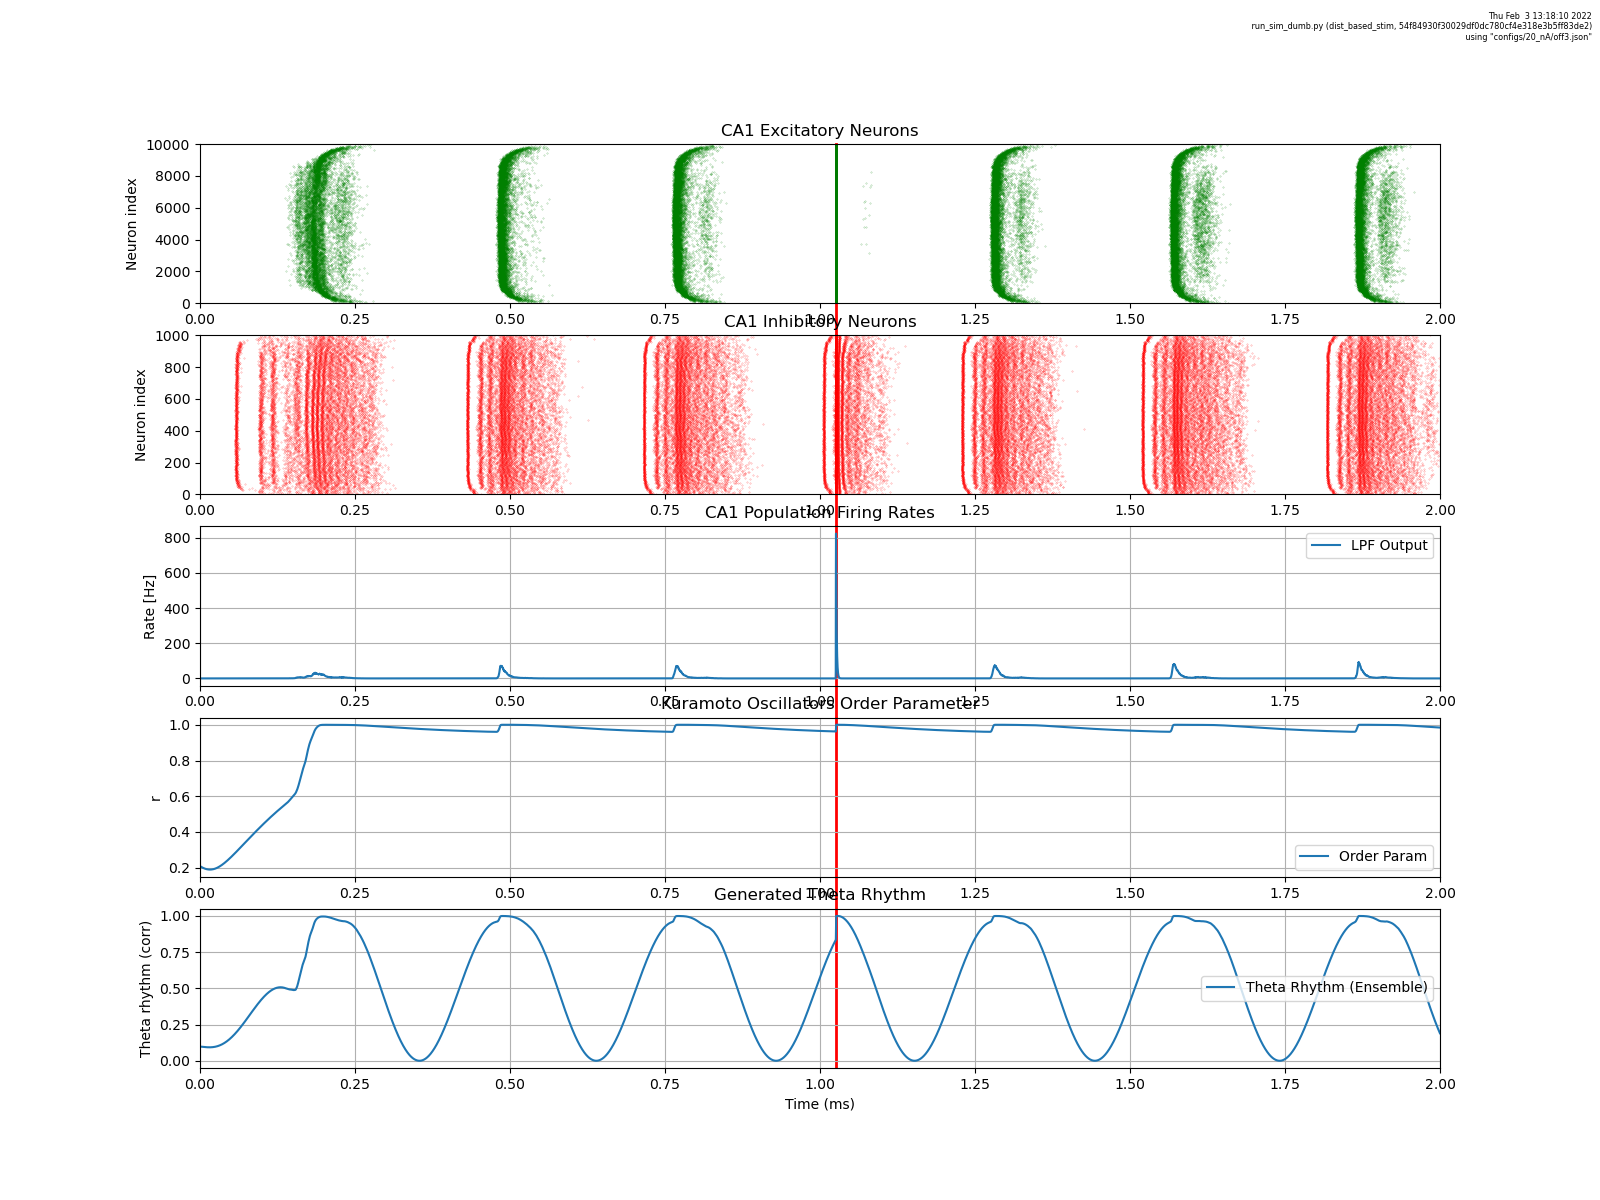 Thu Feb  3 13:18:10 2022
run_sim_dumb.py (dist_based_stim, 54f84930f30029df0dc780cf4e318e3b5ff83de2)
using "configs/20_nA/off3.json"
CA1 Excitatory Neurons
Neuron index
10000
8000
6000
4000
2000
0
0.00 0.25 0.50 0.75 1.00 1.25 1.50 1.75 2.00
CA1 Inhibitory Neurons
Neuron index
1000
800
600
400
200
0
0.00 0.25 0.50 0.75 1.00 1.25 1.50 1.75 2.00
CA1 Population Firing Rates
Rate [Hz]
800
600
400
200
0
LPF Output
0.00 0.25 0.50 0.75 1.00 1.25 1.50 1.75 2.00
Kuramoto Oscillators Order Parameter
r
1.0
0.8
0.6
0.4
0.2
Order Param
0.00 0.25 0.50 0.75 1.00 1.25 1.50 1.75 2.00
Generated Theta Rhythm
Theta rhythm (corr)
1.00
0.75
0.50
0.25
0.00
Theta Rhythm (Ensemble)
0.00 0.25 0.50 0.75 1.00 1.25 1.50 1.75 2.00
Time (ms)